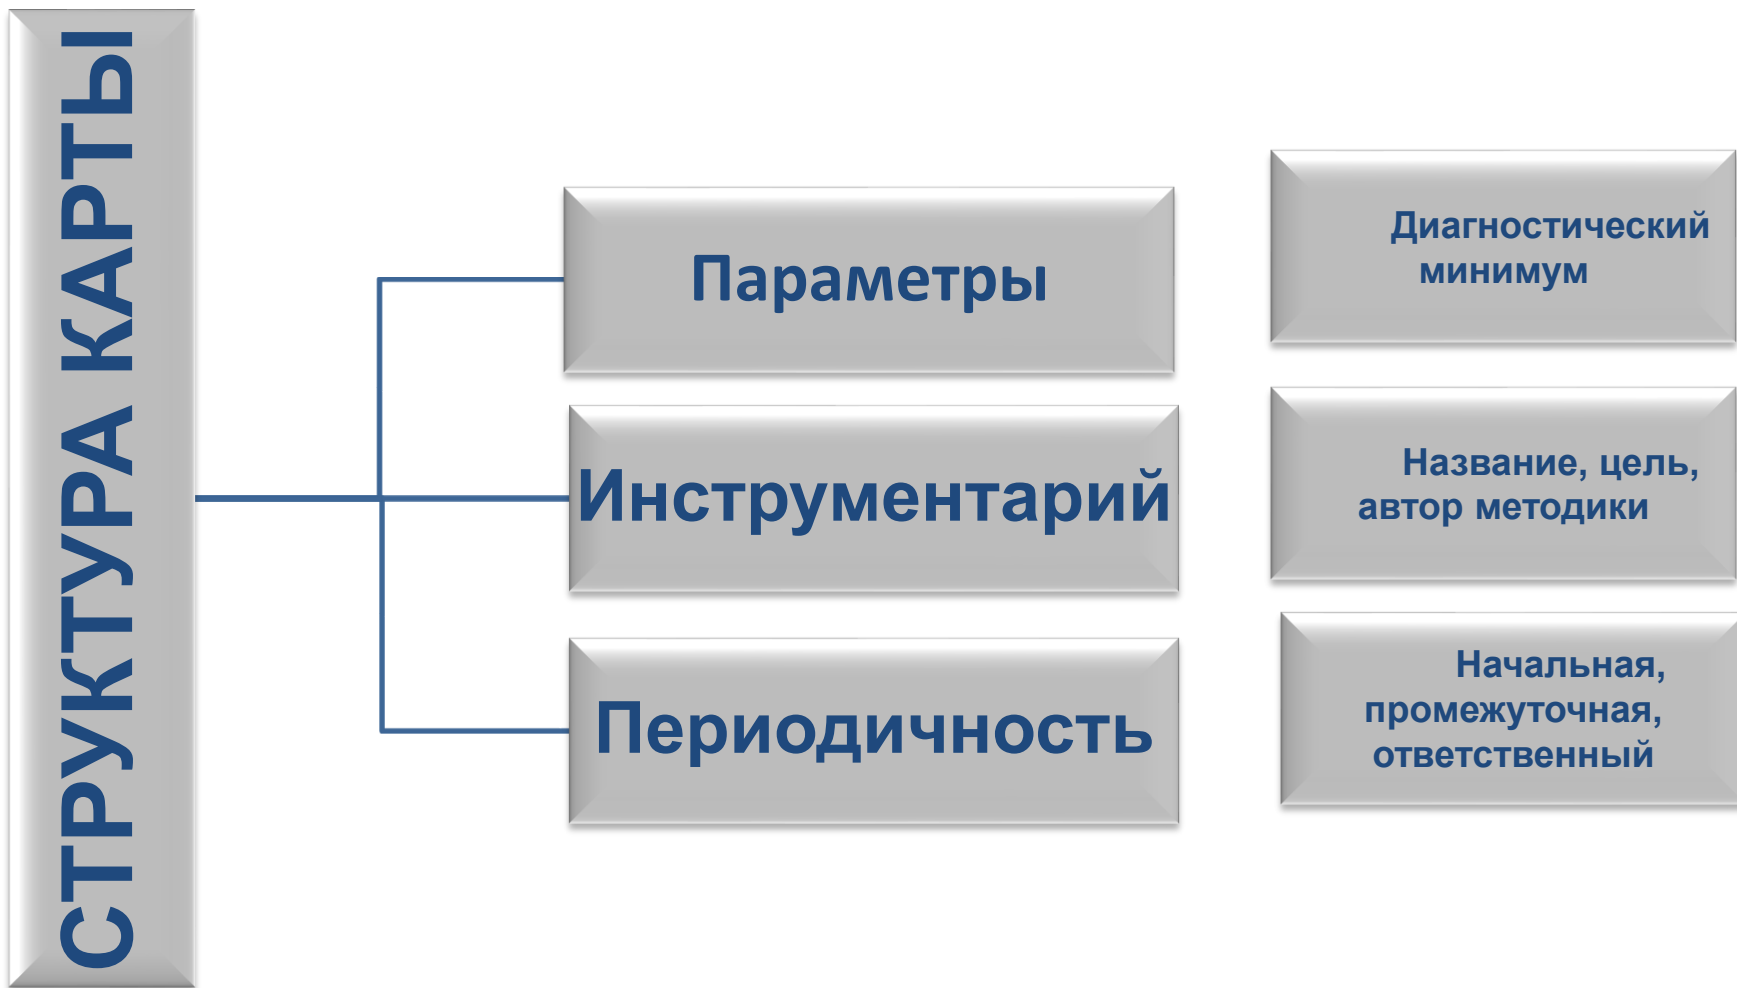 СТРУКТУРА КАРТЫ
Параметры
Диагностический
минимум
Инструментарий
Название, цель,
автор методики
Периодичность
Начальная,
промежуточная,
ответственный